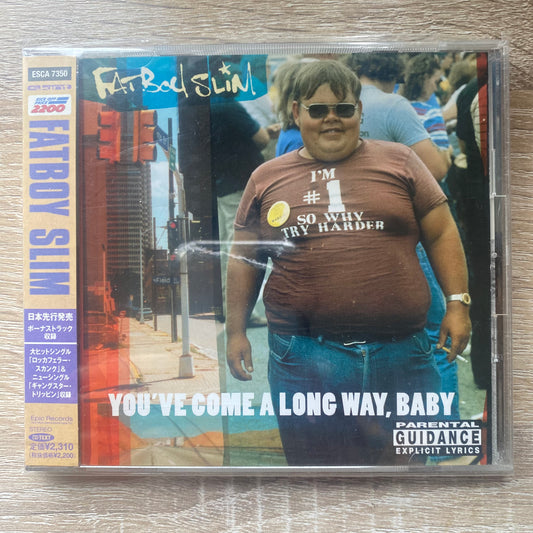 ESCA 7350
2200
FATBOY SLIM
日本先行発売
ボーナストラック
収録
大ヒットシングル
「ロッカフェラー・
スカンク」&
ニューシングル
「ギャングスター・
トリッピン」収録
Epic Records
STEREO
CD TEXT
定価¥2,310
(税抜価格¥2,200)
FATBOY SLIM
Field
I'M
#1
SO WHY
TRY HARDER
YOU'VE COME A LONG WAY, BABY
PARENTAL
GUIDANCE
EXPLICIT LYRICS